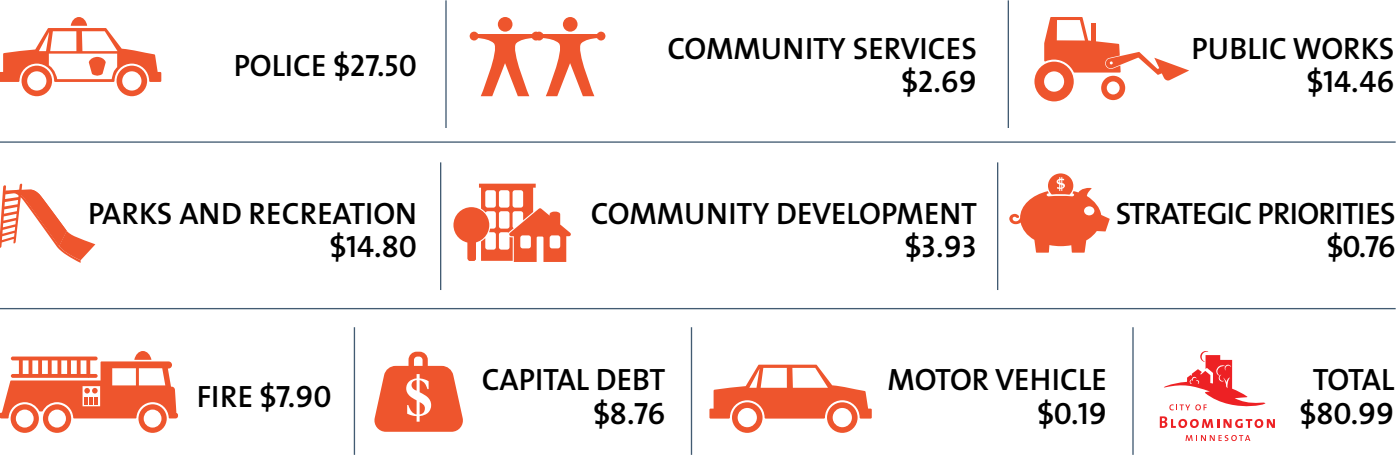 POLICE $27.50
COMMUNITY SERVICES
$2.69
PUBLIC WORKS
$14.46
PARKS AND RECREATION
$14.80
COMMUNITY DEVELOPMENT
$3.93
$
STRATEGIC PRIORITIES
$0.76
FIRE $7.90
$
CAPITAL DEBT
$8.76
MOTOR VEHICLE
$0.19
CITY OF
BLOOMINGTON
MINNESOTA
TOTAL
$80.99